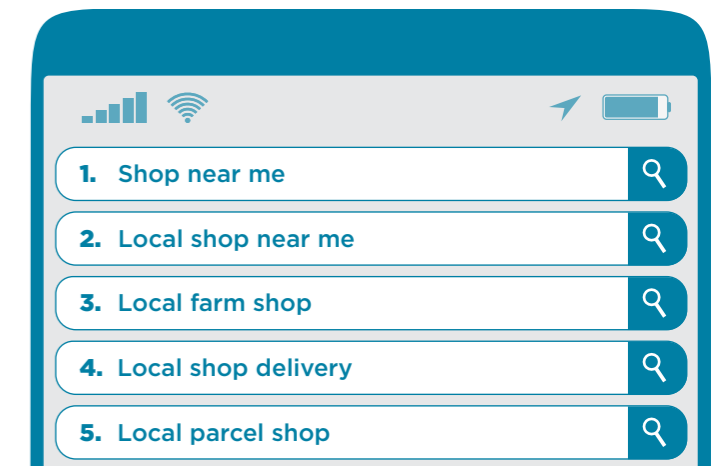 1. Shop near me
2. Local shop near me
3. Local farm shop
4. Local shop delivery
5. Local parcel shop